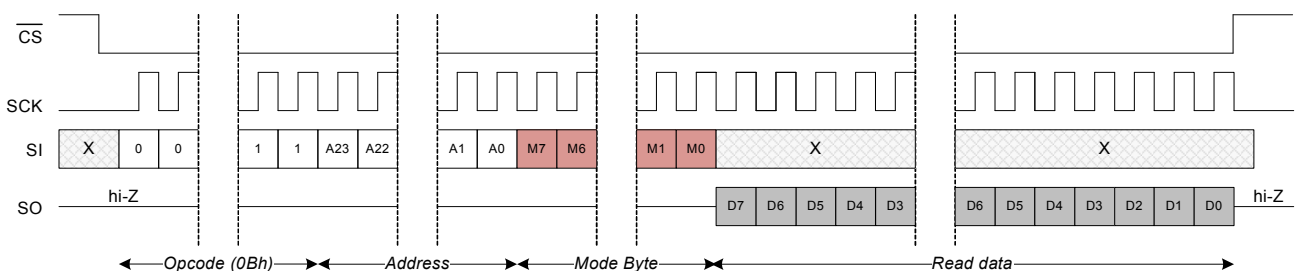 CS
SCK
SI X 0 0 1 1 A23 A22 A1 A0 M7 M6 M1 M0 X X
SO hi-Z D7 D6 D5 D4 D3 D6 D5 D4 D3 D2 D1 D0 hi-Z
Opcode (0Bh) Address Mode Byte Read data